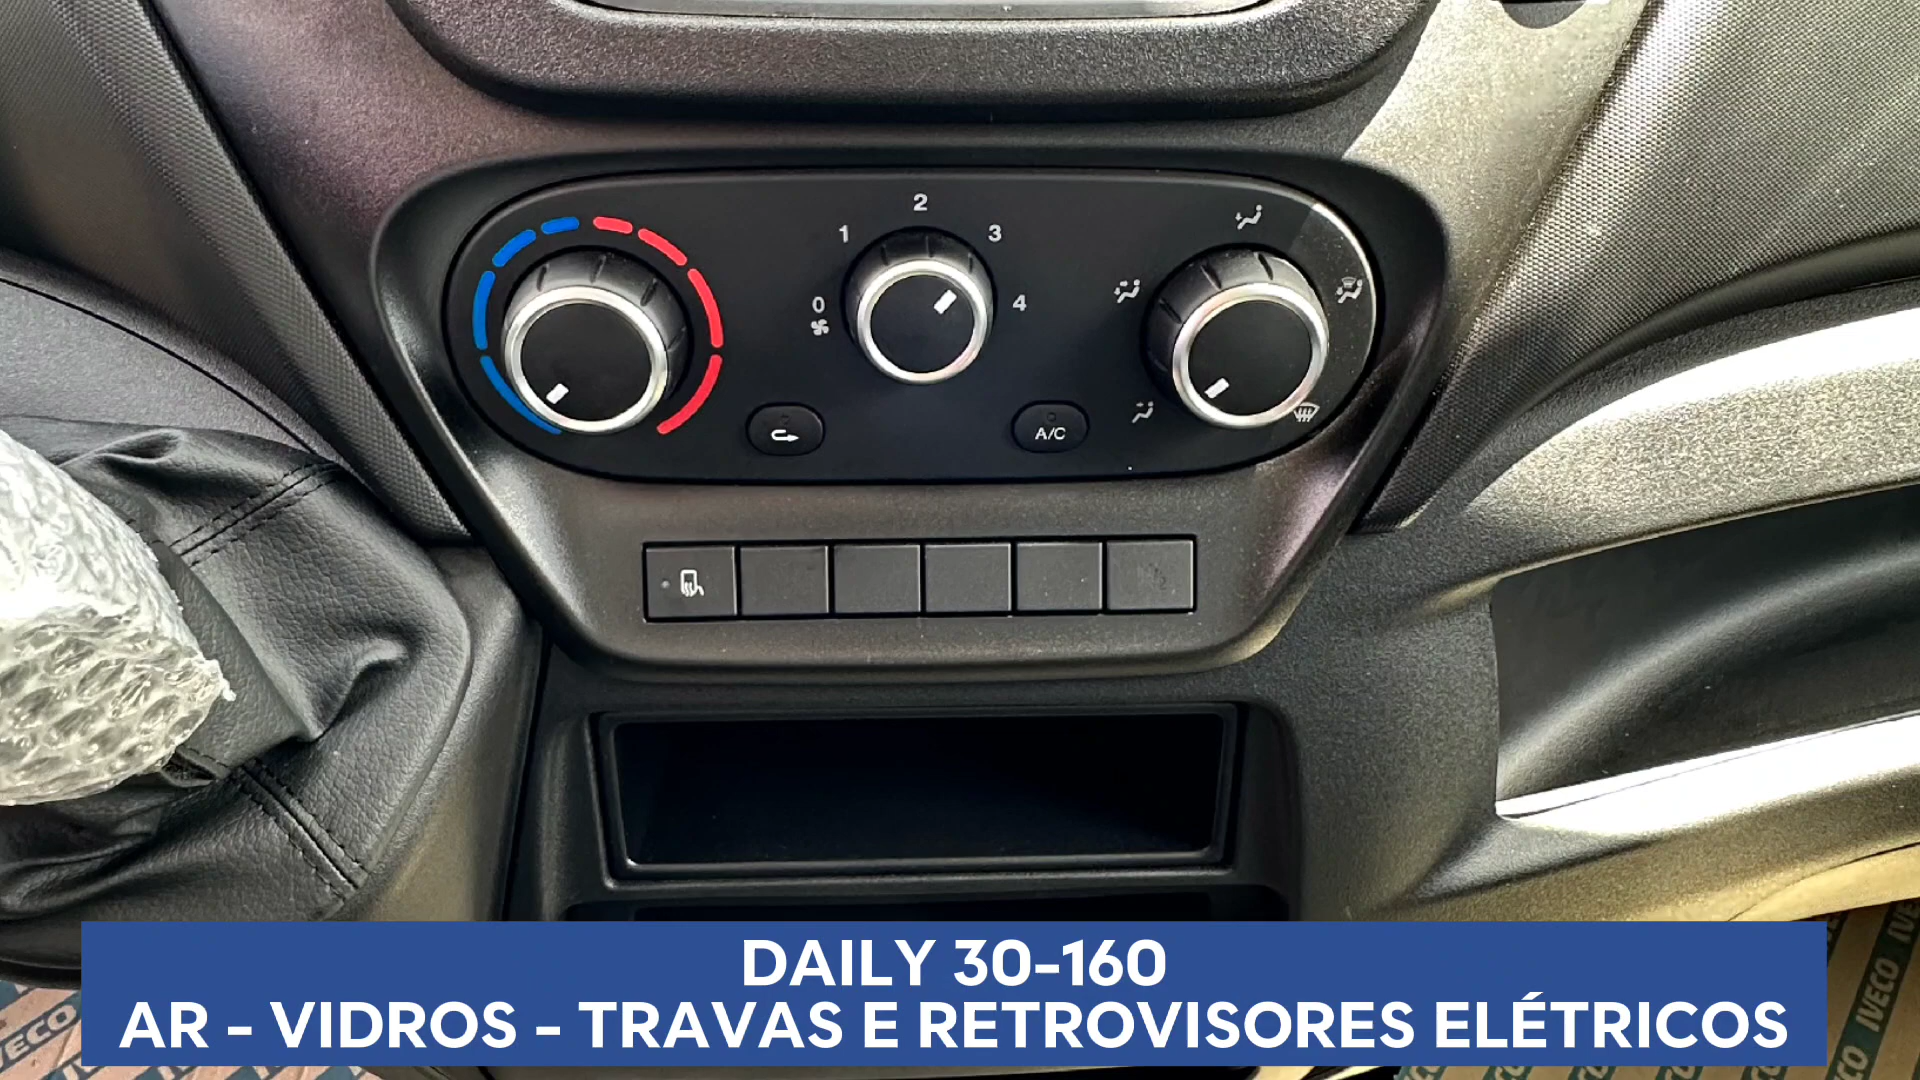 2
1
3
0
4
A/C
DAILY 30-160
AR - VIDROS - TRAVAS E RETROVISORES ELÉTRICOS
IVECO
IVECO